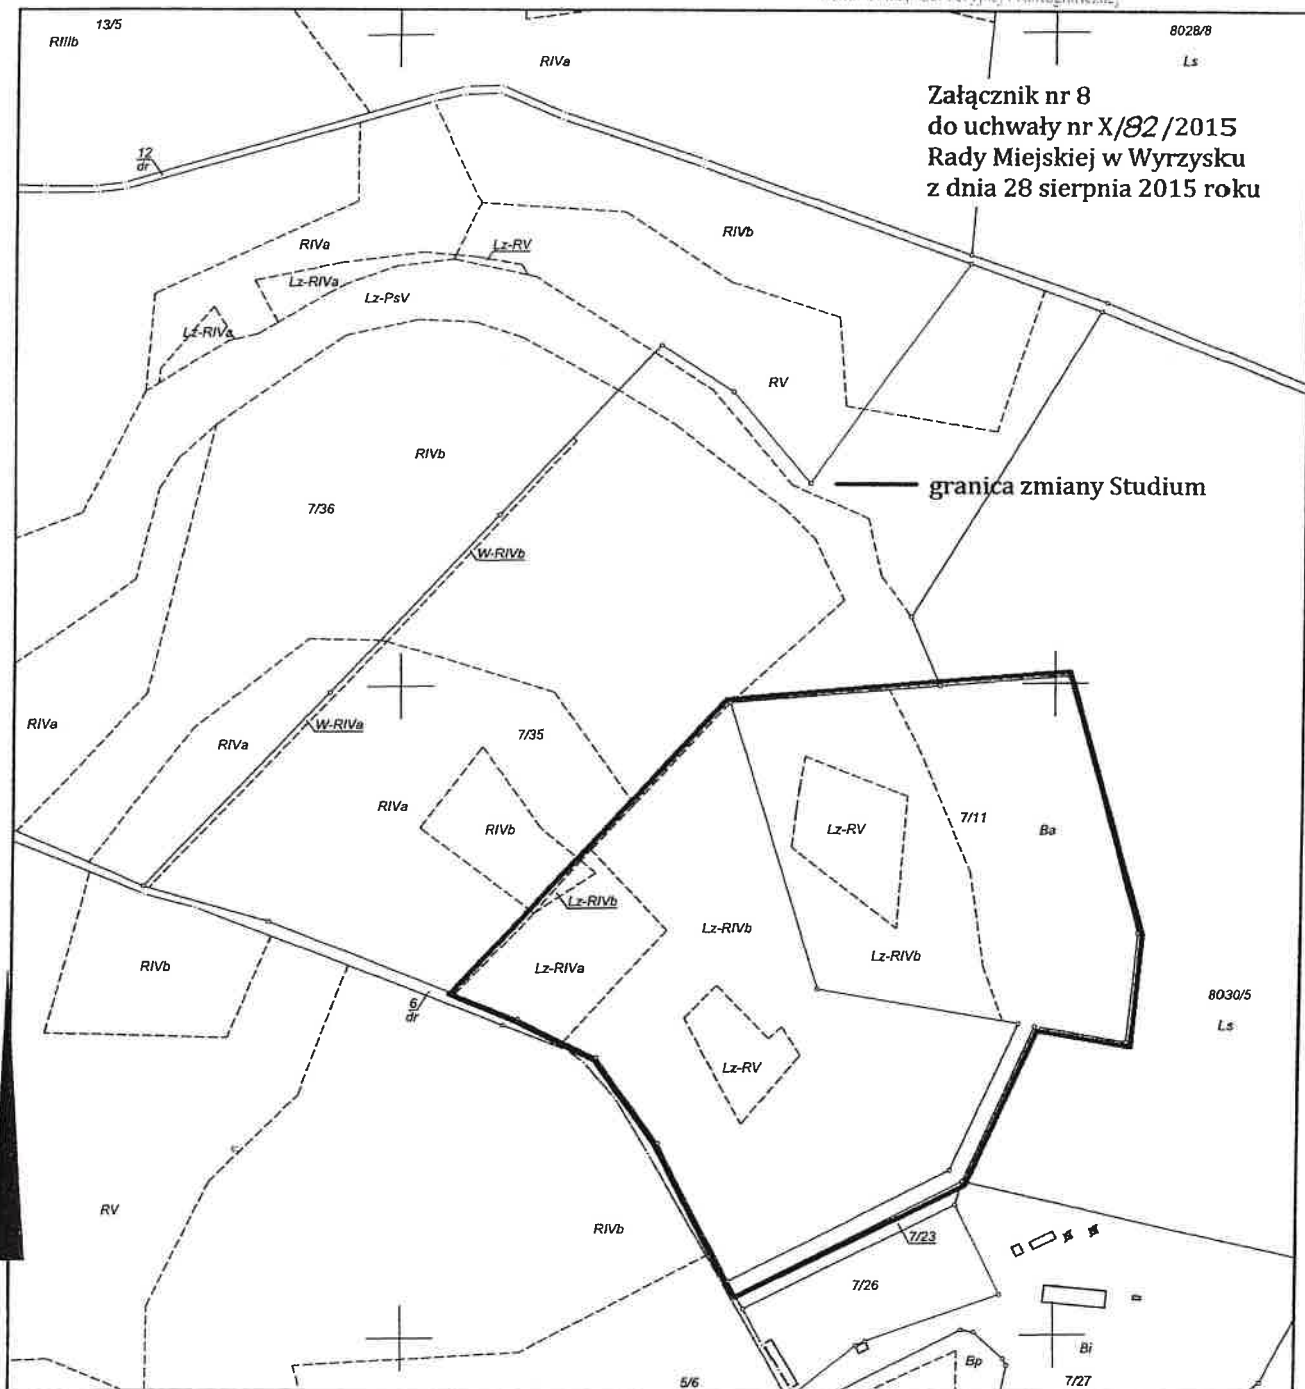 13/5
RIIIb
RIVa
8028/8
Ls
Załącznik nr 8
do uchwały nr X/82/2015
Rady Miejskiej w Wyrzysku
z dnia 28 sierpnia 2015 roku
12
dr
RIVa
Lz-RV
RIVb
Lz-RIVa
Lz-PsV
Lz-RIVa
RV
RIVb
granica zmiany Studium
7/36
W-RIVb
RIVa
RIVa
W-RIVa
7/35
RIVa
RIVb
Lz-RV
7/11
Ba
Lz-RIVb
Lz-RIVb
Lz-RIVb
RIVb
Lz-RIVa
8030/5
Ls
6
dr
Lz-RV
RV
RIVb
7/23
7/26
Bi
Bp
5/6
7/27